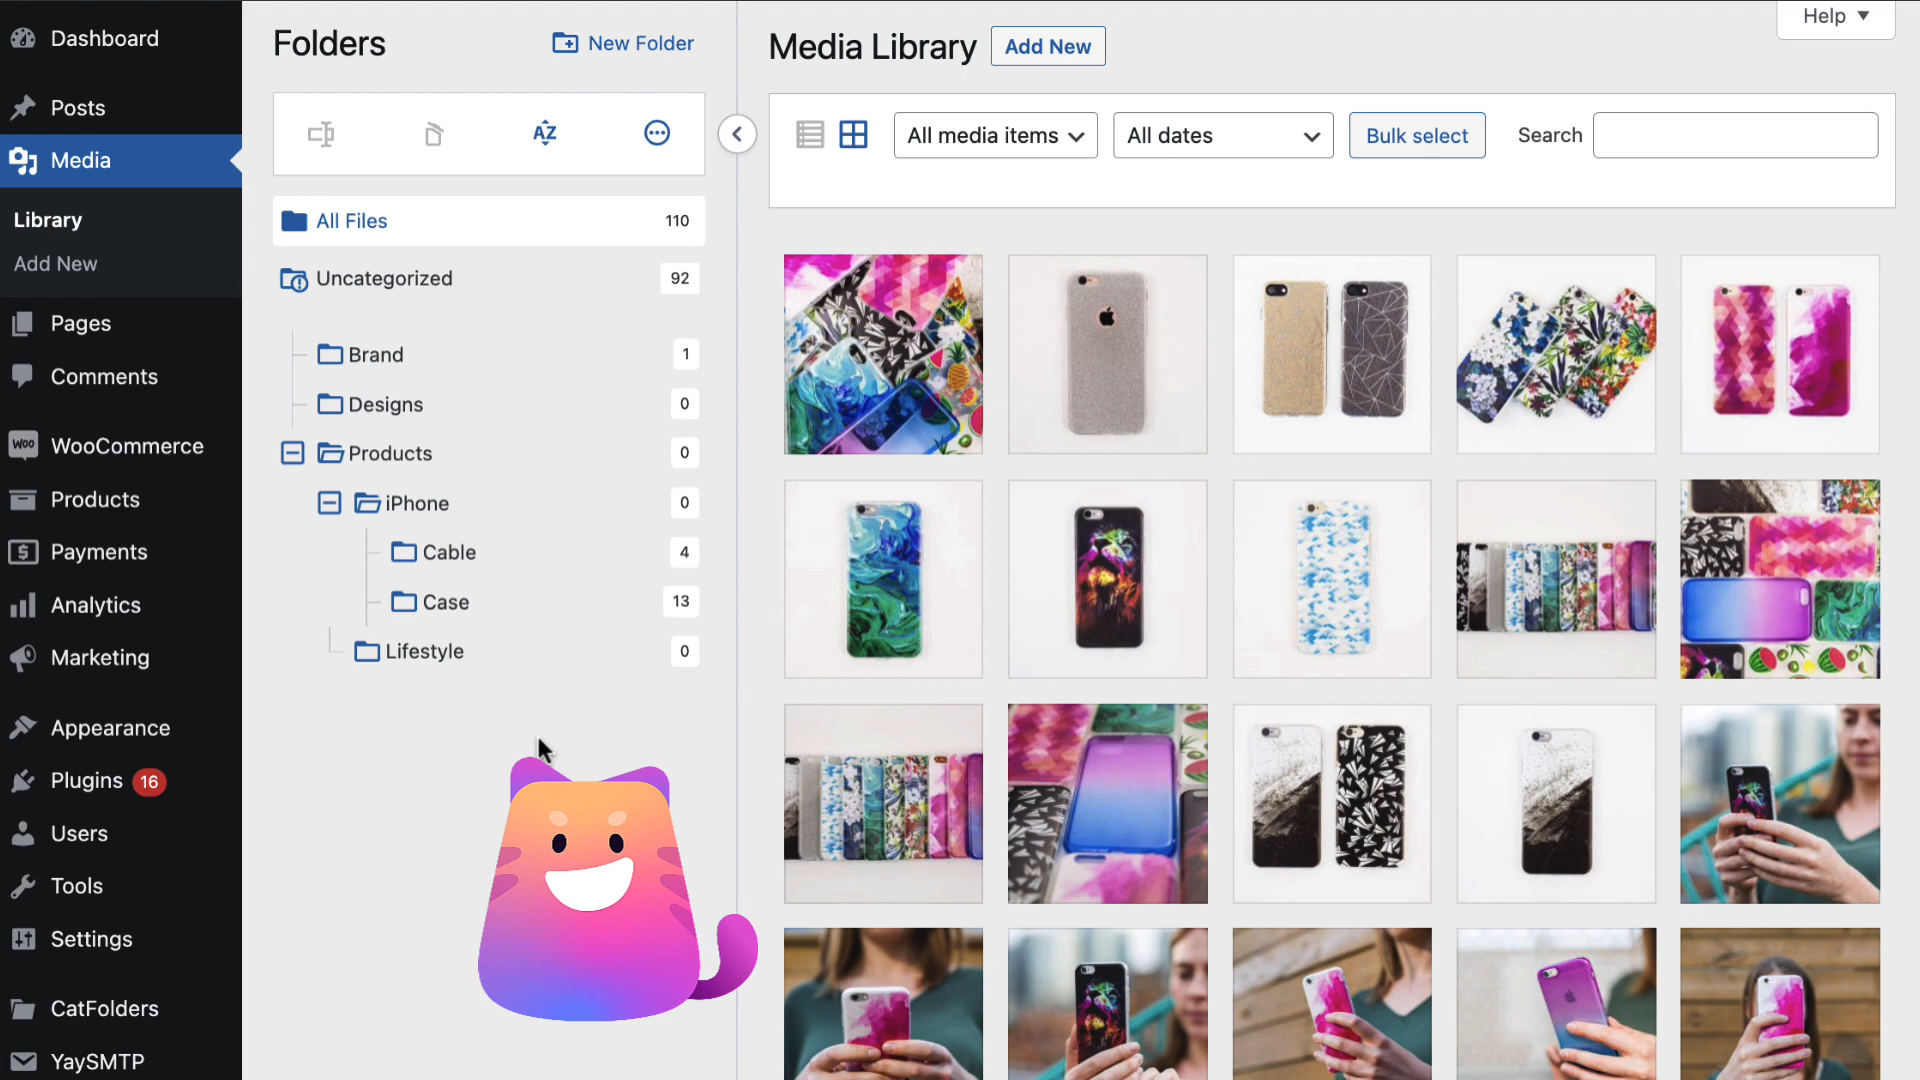 Dashboard
Posts
Media
Library
Add New
Pages
Comments
WOO WooCommerce
Products
Payments
Analytics
Marketing
Appearance
Plugins 16
Users
Tools
Settings
CatFolders
YaySMTP
Folders
New Folder
AZ
All Files 110
Uncategorized 92
Brand 1
Designs 0
Products 0
iPhone 0
Cable 4
Case 13
Lifestyle 0
Help
Media Library Add New
All media items All dates Bulk select Search